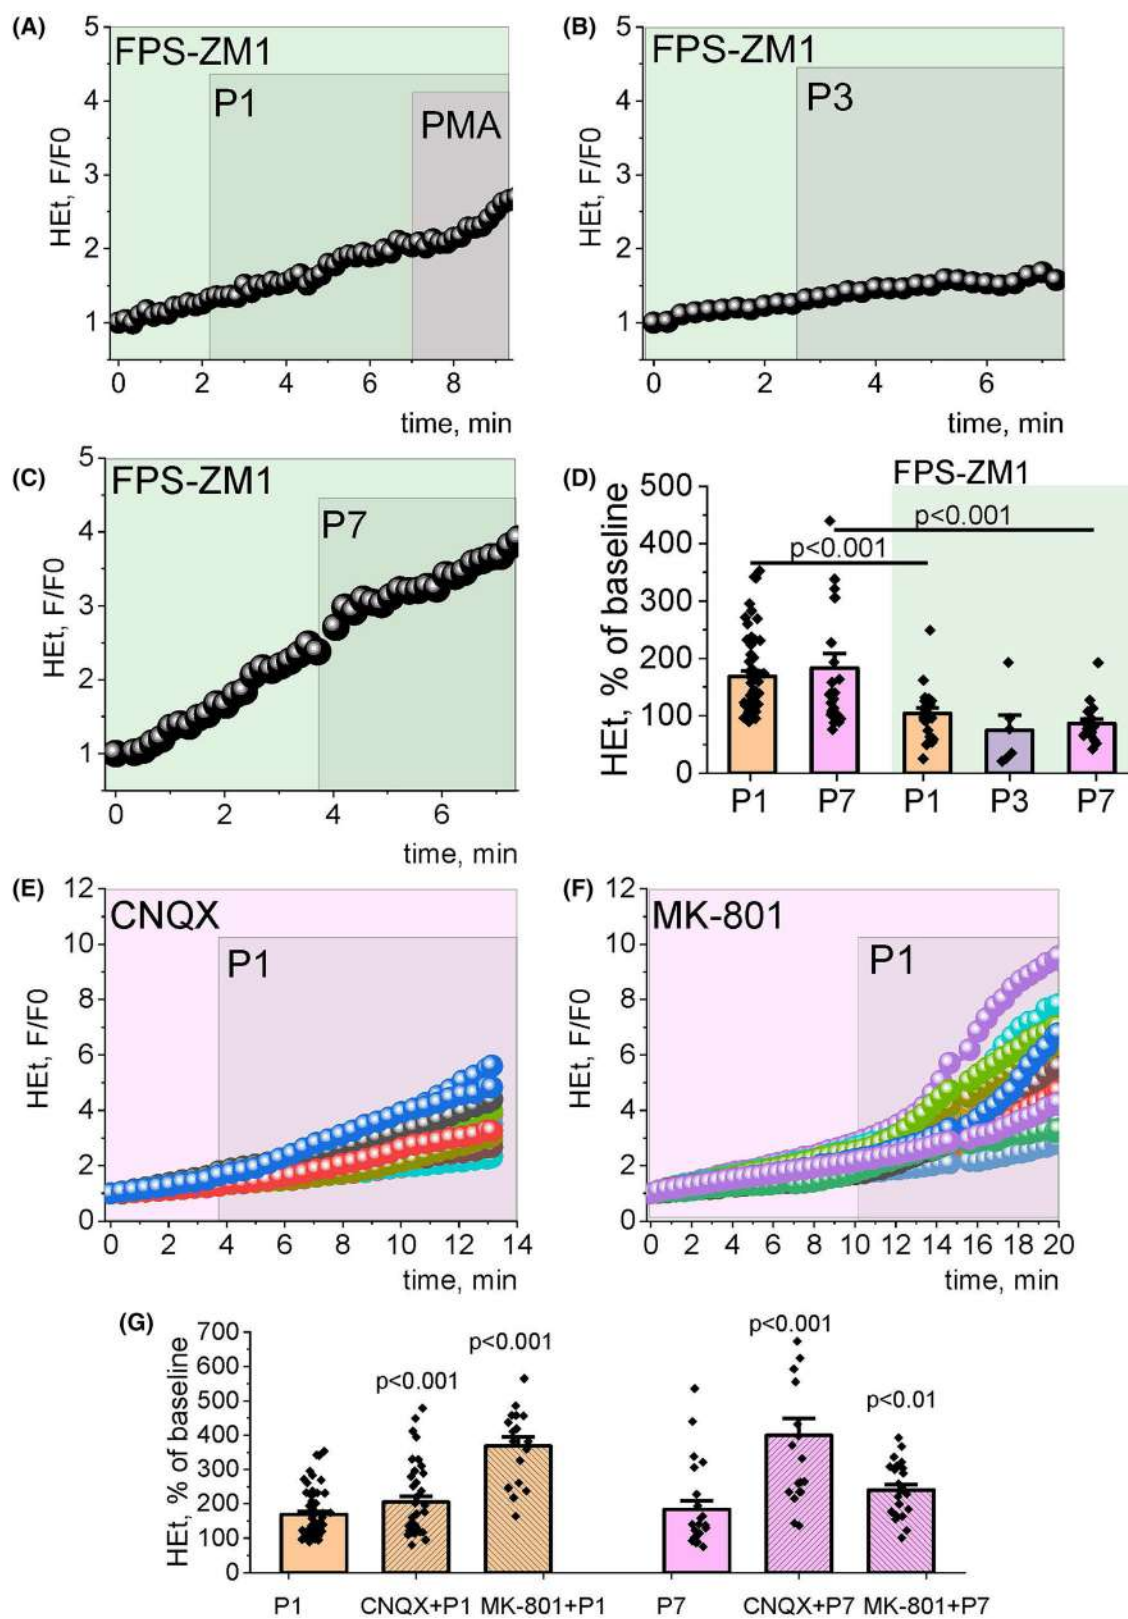 (A)
FPS-ZM1
P1
PMA
HEt, F/F0
5
4
3
2
1
0 2 4 6 8
time, min
(B)
FPS-ZM1
P3
HEt, F/F0
5
4
3
2
1
0 2 4 6
time, min
(C)
FPS-ZM1
P7
HEt, F/F0
5
4
3
2
1
0 2 4 6
time, min
(D)
FPS-ZM1
p<0.001
p<0.001
HEt, % of baseline
500
400
300
200
100
0
P1 P7 P1 P3 P7
(E)
CNQX
P1
HEt, F/F0
12
10
8
6
4
2
0
0 2 4 6 8 10 12 14
time, min
(F)
MK-801
P1
HEt, F/F0
12
10
8
6
4
2
0
0 2 4 6 8 10 12 14 16 18 20
time, min
(G)
HEt, % of baseline
700
600
500
400
300
200
100
0
p<0.001
p<0.001
p<0.001
p<0.01
P1 CNQX+P1 MK-801+P1 P7 CNQX+P7 MK-801+P7